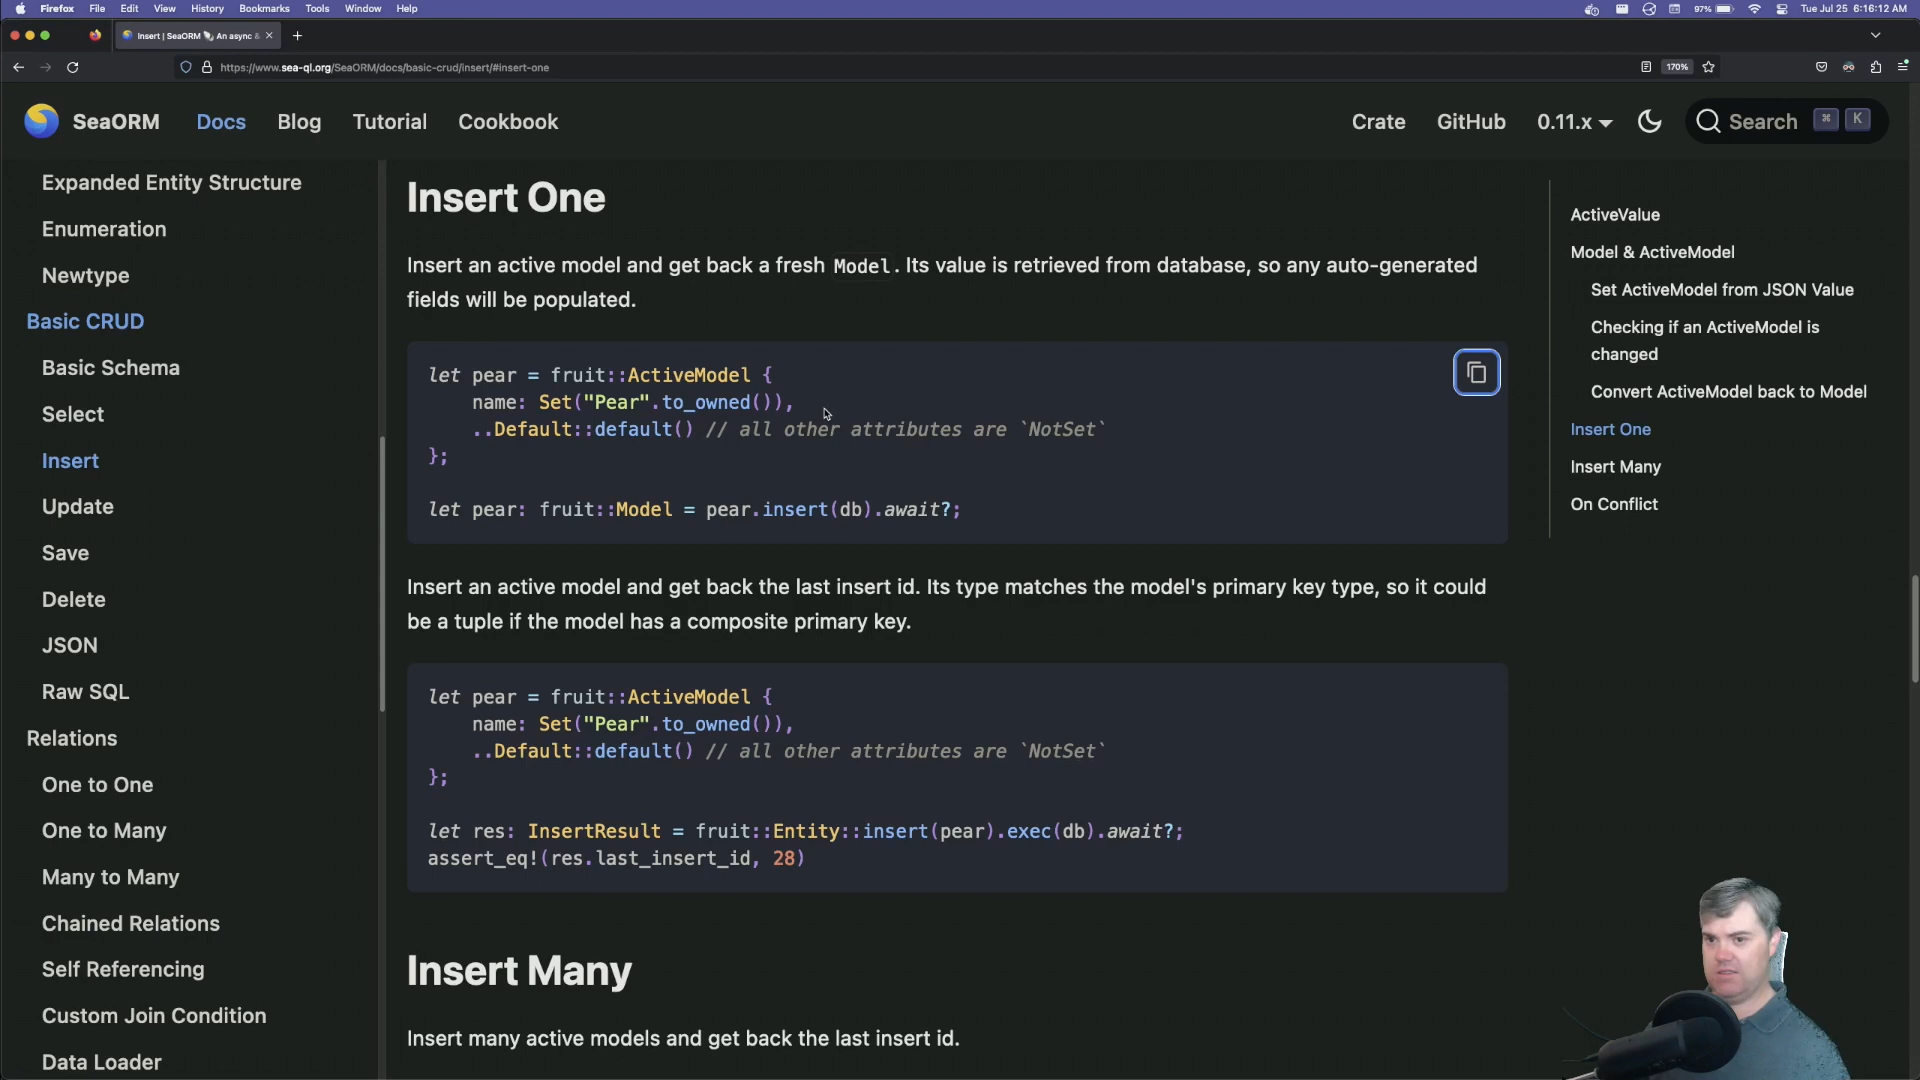 Firefox File Edit View History Bookmarks Tools Window Help 97% Tue Jul 25 6:16:12 AM
Insert | SeaORM 🐚 An async &
https://www.sea-ql.org/SeaORM/docs/basic-crud/insert/#insert-one 170%
SeaORM Docs Blog Tutorial Cookbook Crate GitHub 0.11.x Search ⌘ K
Expanded Entity Structure
Enumeration
Newtype
Basic CRUD
Basic Schema
Select
Insert
Update
Save
Delete
JSON
Raw SQL
Relations
One to One
One to Many
Many to Many
Chained Relations
Self Referencing
Custom Join Condition
Data Loader
Insert One
Insert an active model and get back a fresh Model. Its value is retrieved from database, so any auto-generated
fields will be populated.
let pear = fruit::ActiveModel {
    name: Set("Pear".to_owned()),
    ..Default::default() // all other attributes are `NotSet`
};
let pear: fruit::Model = pear.insert(db).await?;
Insert an active model and get back the last insert id. Its type matches the model's primary key type, so it could
be a tuple if the model has a composite primary key.
let pear = fruit::ActiveModel {
    name: Set("Pear".to_owned()),
    ..Default::default() // all other attributes are `NotSet`
};
let res: InsertResult = fruit::Entity::insert(pear).exec(db).await?;
assert_eq!(res.last_insert_id, 28)
Insert Many
Insert many active models and get back the last insert id.
ActiveValue
Model & ActiveModel
Set ActiveModel from JSON Value
Checking if an ActiveModel is
changed
Convert ActiveModel back to Model
Insert One
Insert Many
On Conflict